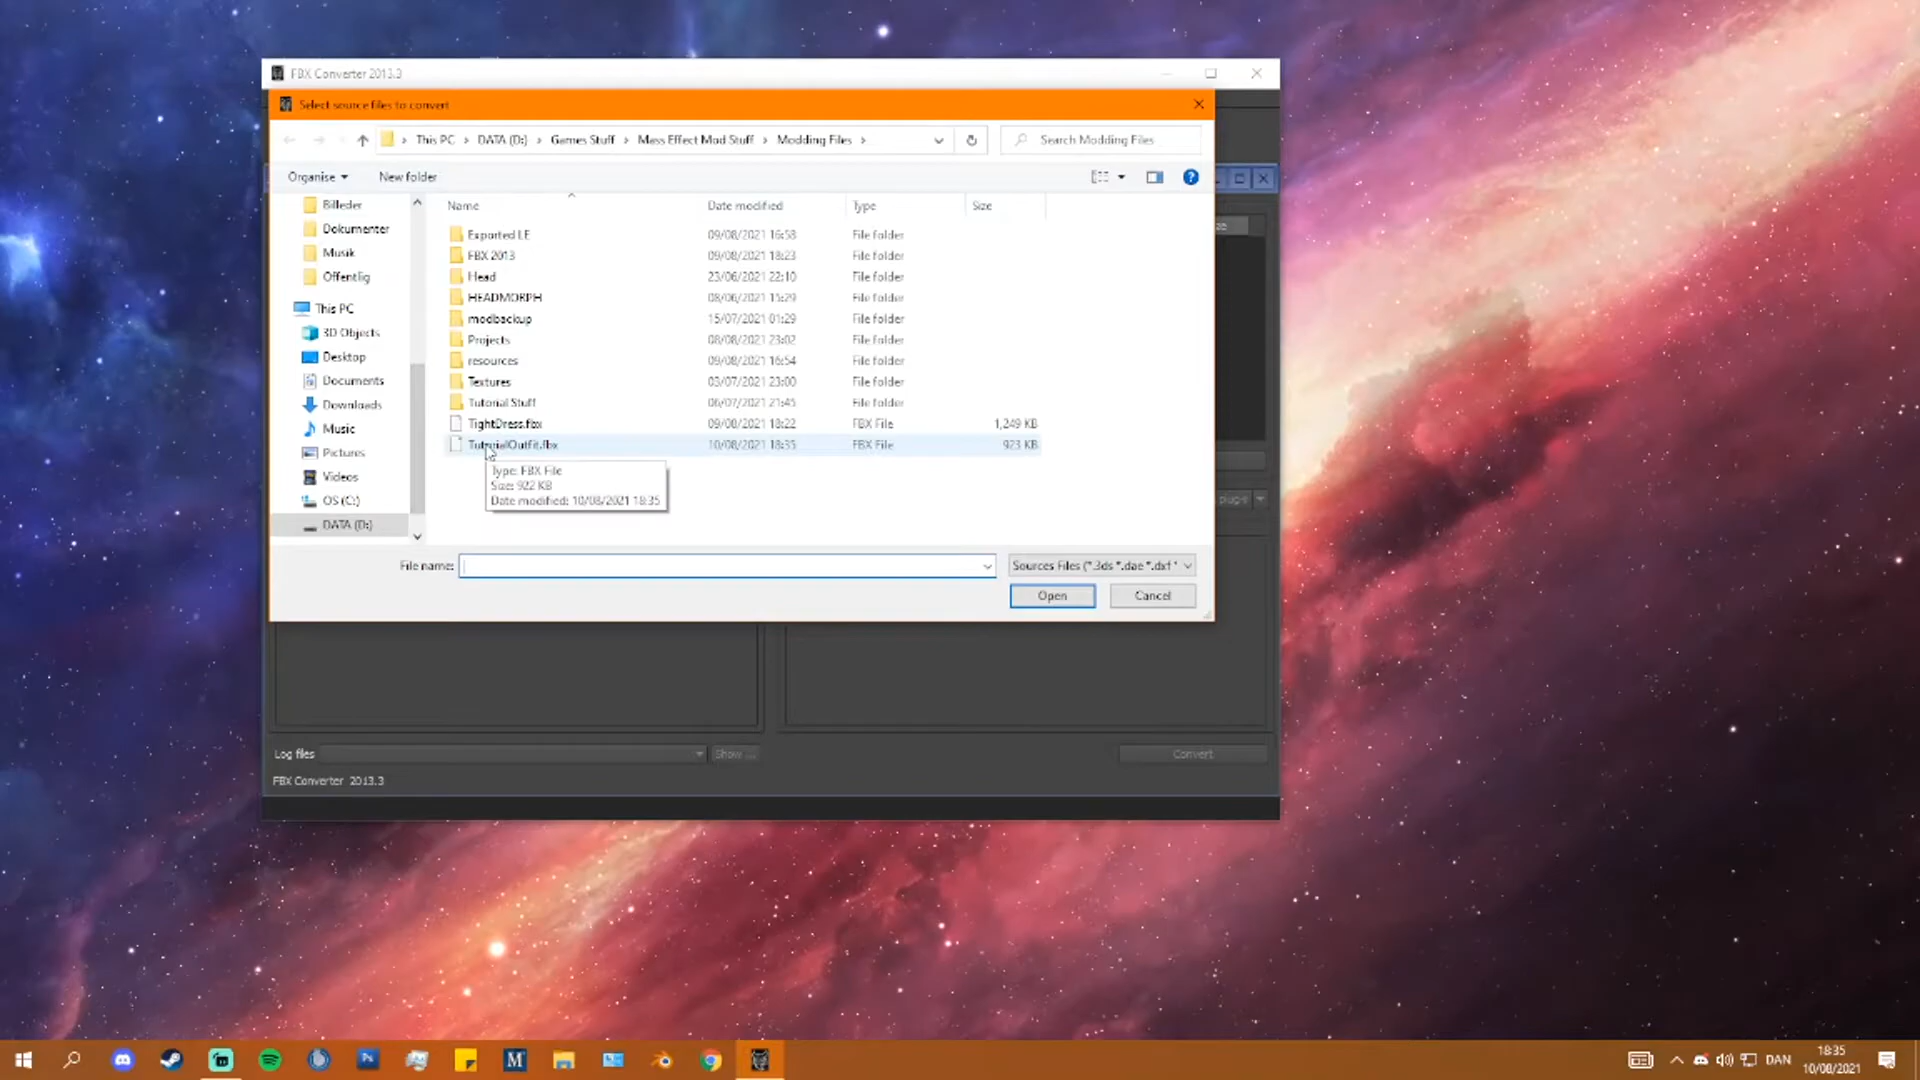 FBX Converter 2013.3
Select source files to convert
This PC > DATA (D:) > Games Stuff > Mass Effect Mod Stuff > Modding Files >
Search Modding Files
Organise
New folder
Name
Date modified
Type
Size
Billeder
Dokumenter
Musik
Offentlig
This PC
3D Objects
Desktop
Documents
Downloads
Music
Pictures
Videos
OS (C:)
DATA (D:)
Exported LE 09/08/2021 16:58 File folder
FBX 2013 09/08/2021 18:23 File folder
Head 23/06/2021 22:10 File folder
HEADMORPH 08/06/2021 15:29 File folder
modbackup 15/07/2021 01:29 File folder
Projects 08/08/2021 23:02 File folder
resources 09/08/2021 16:54 File folder
Textures 03/07/2021 23:00 File folder
Tutorial Stuff 06/07/2021 21:45 File folder
TightDress.fbx 09/08/2021 18:22 FBX File 1,249 KB
TutorialOutfit.fbx 10/08/2021 18:35 FBX File 923 KB
Type: FBX File
Size: 922 KB
Date modified: 10/08/2021 18:35
File name:
Sources Files (*.3ds *.dae *.dxf *
Open
Cancel
Log files
Show ...
Convert
FBX Converter 2013.3
DAN
18:35
10/08/2021